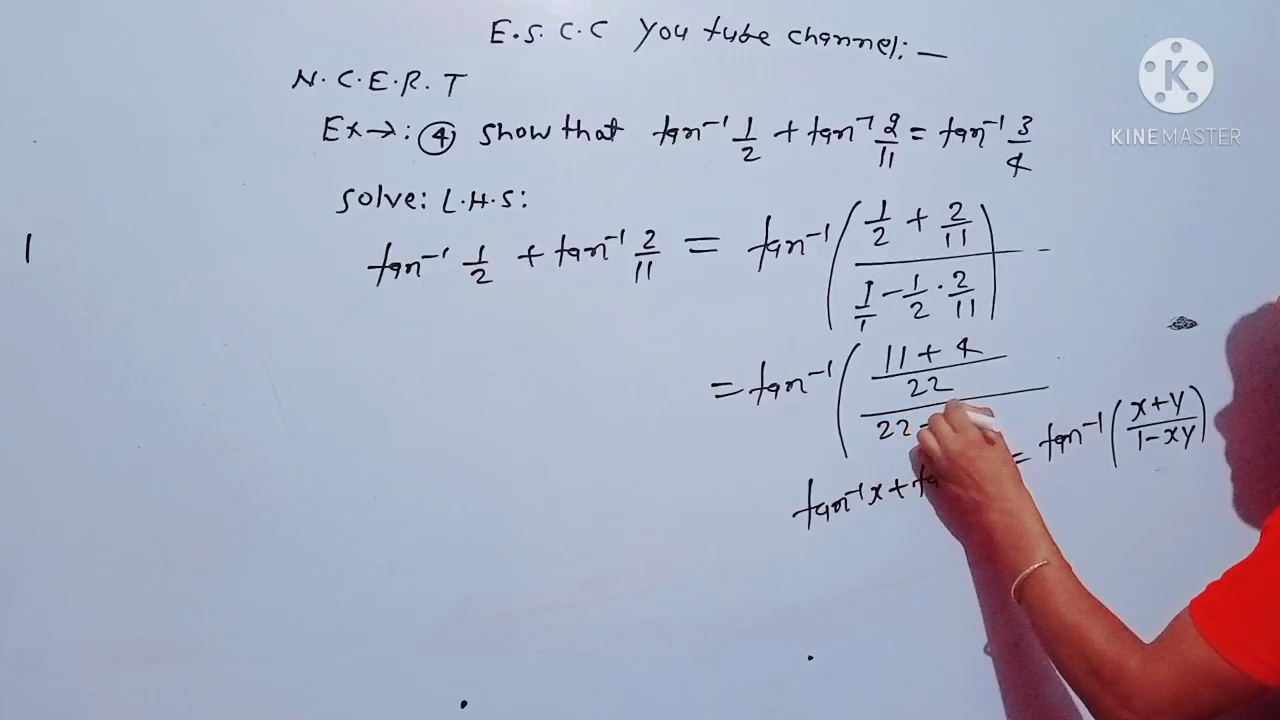 E.S.C.C You tube channel:-
N.C.E.R.T
Ex→: ④ show that tan⁻¹ 1/2 + tan⁻¹ 2/11 = tan⁻¹ 3/4
solve: L.H.S:
tan⁻¹ 1/2 + tan⁻¹ 2/11 = tan⁻¹ ((1/2 + 2/11)/(1/1 - 1/2 · 2/11))
= tan⁻¹ (((11 + 4)/22)/(22 -
tan⁻¹x + = tan⁻¹ ((x+y)/(1-xy))
1
K
KINEMASTER